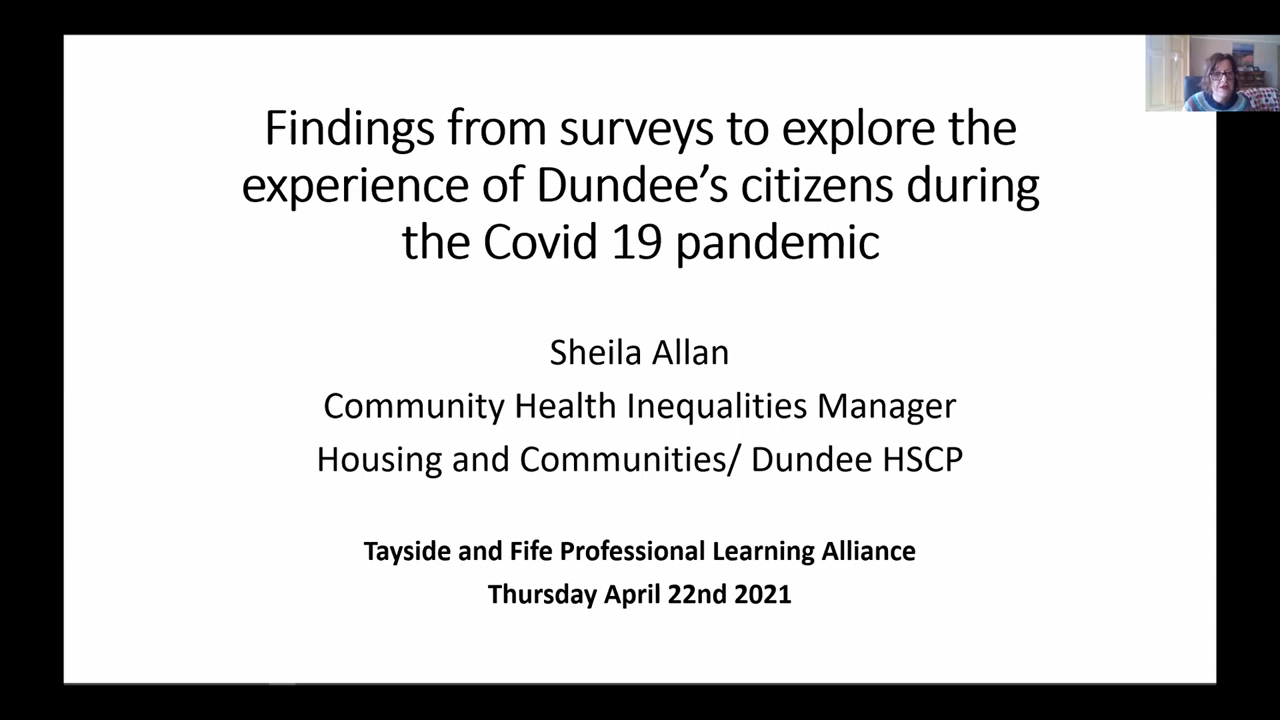 Findings from surveys to explore the
experience of Dundee’s citizens during
the Covid 19 pandemic
Sheila Allan
Community Health Inequalities Manager
Housing and Communities/ Dundee HSCP
Tayside and Fife Professional Learning Alliance
Thursday April 22nd 2021